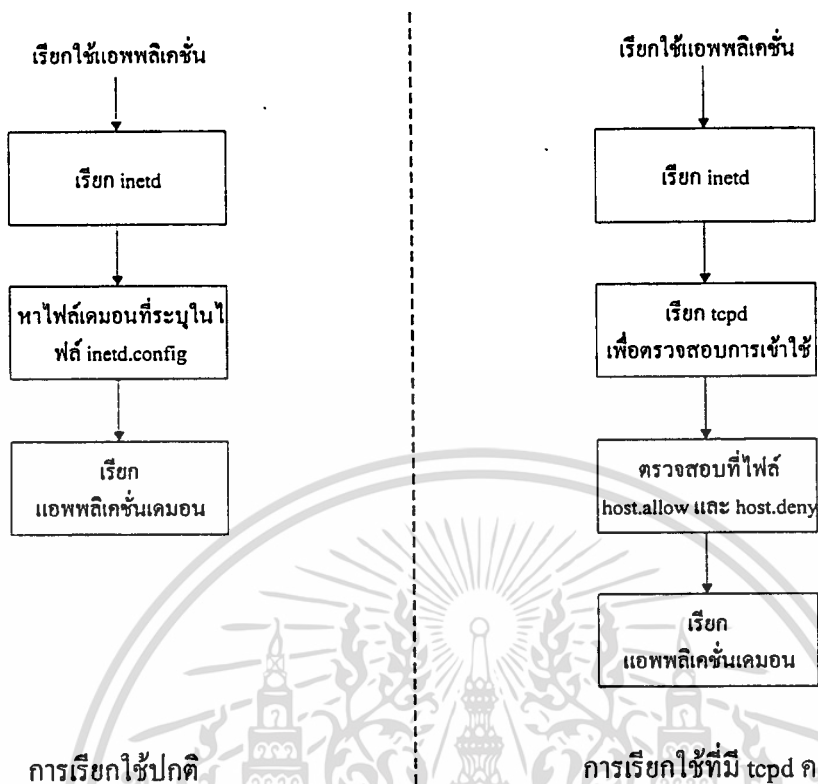 เรียกใช้แอพพลิเคชั่น
เรียก inetd
หาไฟล์เดมอนที่ระบุในไ
ฟล์ inetd.config
เรียก
แอพพลิเคชั่นเดมอน
การเรียกใช้ปกติ
เรียกใช้แอพพลิเคชั่น
เรียก inetd
เรียก tcpd
เพื่อตรวจสอบการเข้าใช้
ตรวจสอบที่ไฟล์
host.allow และ host.deny
เรียก
แอพพลิเคชั่นเดมอน
การเรียกใช้ที่มี tcpd ค